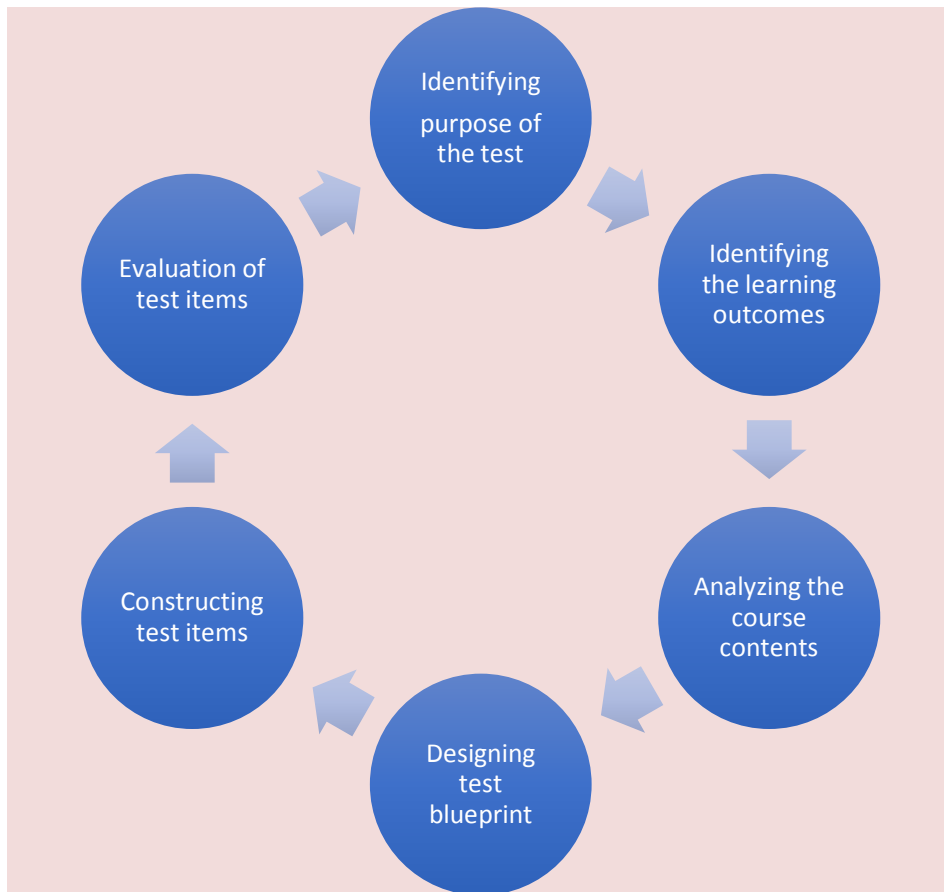 Identifying
purpose of
the test
Identifying
the learning
outcomes
Analyzing the
course
contents
Designing
test
blueprint
Constructing
test items
Evaluation of
test items